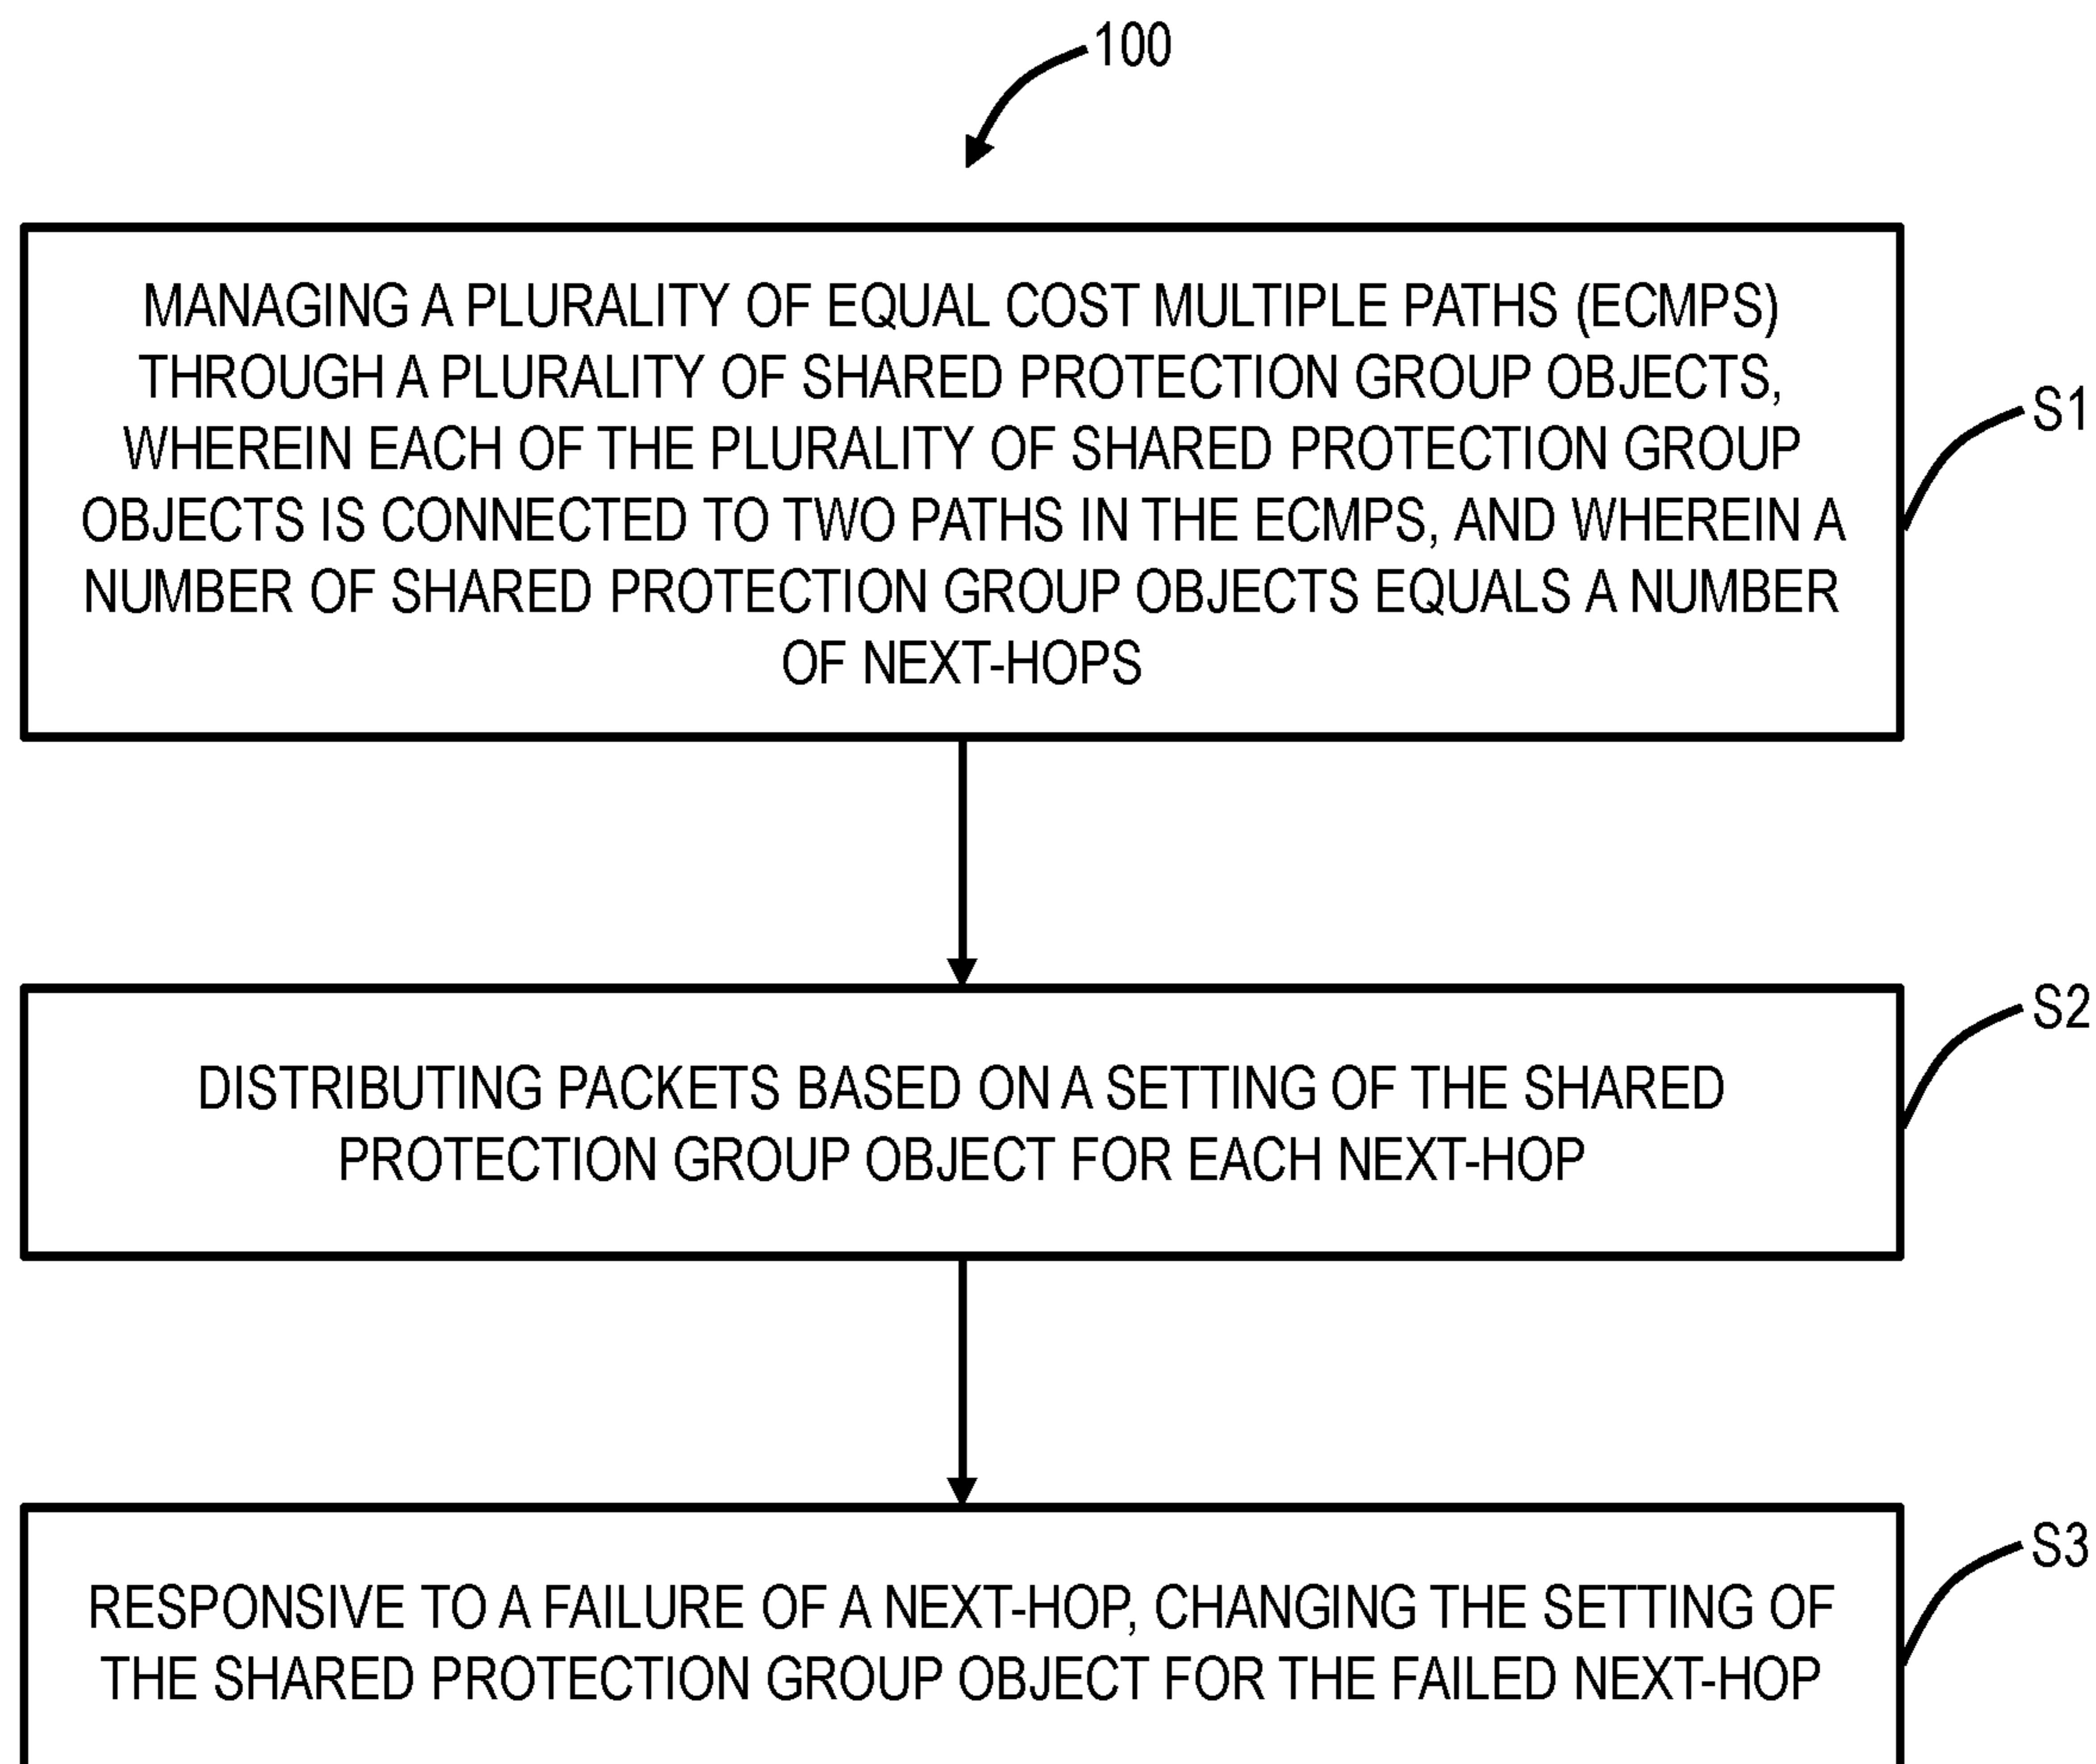 100
MANAGING A PLURALITY OF EQUAL COST MULTIPLE PATHS (ECMPS)
THROUGH A PLURALITY OF SHARED PROTECTION GROUP OBJECTS,
WHEREIN EACH OF THE PLURALITY OF SHARED PROTECTION GROUP
OBJECTS IS CONNECTED TO TWO PATHS IN THE ECMPS, AND WHEREIN A
NUMBER OF SHARED PROTECTION GROUP OBJECTS EQUALS A NUMBER
OF NEXT-HOPS
S1
DISTRIBUTING PACKETS BASED ON A SETTING OF THE SHARED
PROTECTION GROUP OBJECT FOR EACH NEXT-HOP
S2
RESPONSIVE TO A FAILURE OF A NEXT-HOP, CHANGING THE SETTING OF
THE SHARED PROTECTION GROUP OBJECT FOR THE FAILED NEXT-HOP
S3